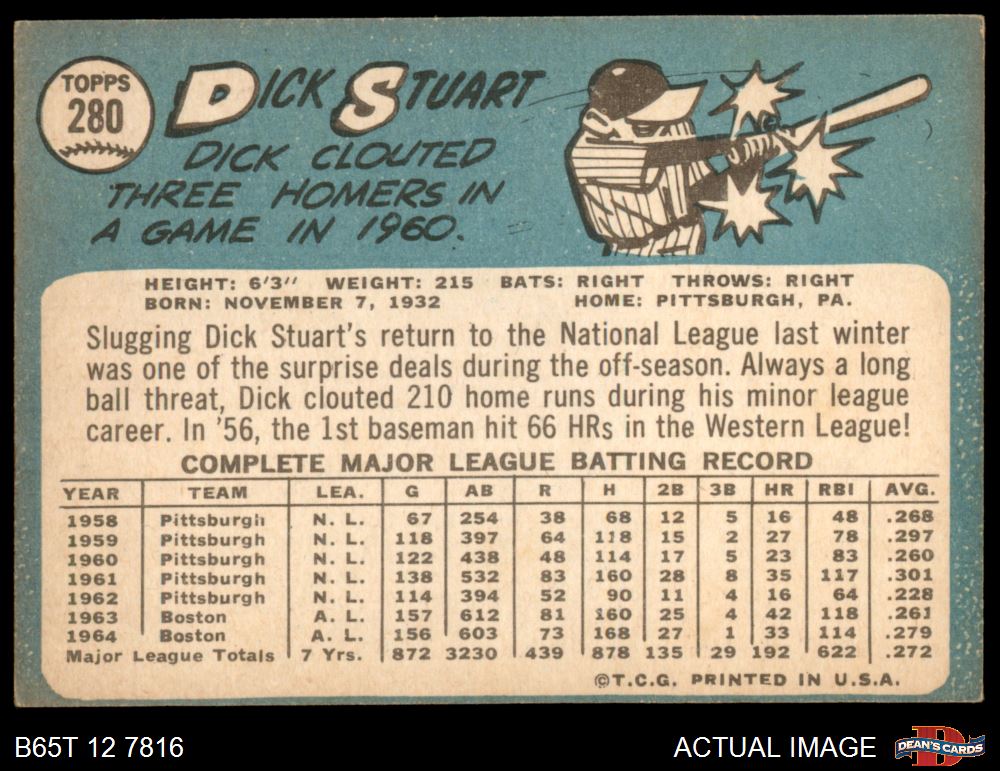 TOPPS
280
DICK STUART
DICK CLOUTED
THREE HOMERS IN
A GAME IN 1960.
HEIGHT: 6'3" WEIGHT: 215 BATS: RIGHT THROWS: RIGHT
BORN: NOVEMBER 7, 1932 HOME: PITTSBURGH, PA.
Slugging Dick Stuart's return to the National League last winter
was one of the surprise deals during the off-season. Always a long
ball threat, Dick clouted 210 home runs during his minor league
career. In '56, the 1st baseman hit 66 HRs in the Western League!
COMPLETE MAJOR LEAGUE BATTING RECORD
YEAR TEAM LEA. G AB R H 2B 3B HR RBI AVG.
1958 Pittsburgh N. L. 67 254 38 68 12 5 16 48 .268
1959 Pittsburgh N. L. 118 397 64 118 15 2 27 78 .297
1960 Pittsburgh N. L. 122 438 48 114 17 5 23 83 .260
1961 Pittsburgh N. L. 138 532 83 160 28 8 35 117 .301
1962 Pittsburgh N. L. 114 394 52 90 11 4 16 64 .228
1963 Boston A. L. 157 612 81 160 25 4 42 118 .261
1964 Boston A. L. 156 603 73 168 27 1 33 114 .279
Major League Totals 7 Yrs. 872 3230 439 878 135 29 192 622 .272
©T.C.G. PRINTED IN U.S.A.
B65T 12 7816 ACTUAL IMAGE D DEAN'S CARDS